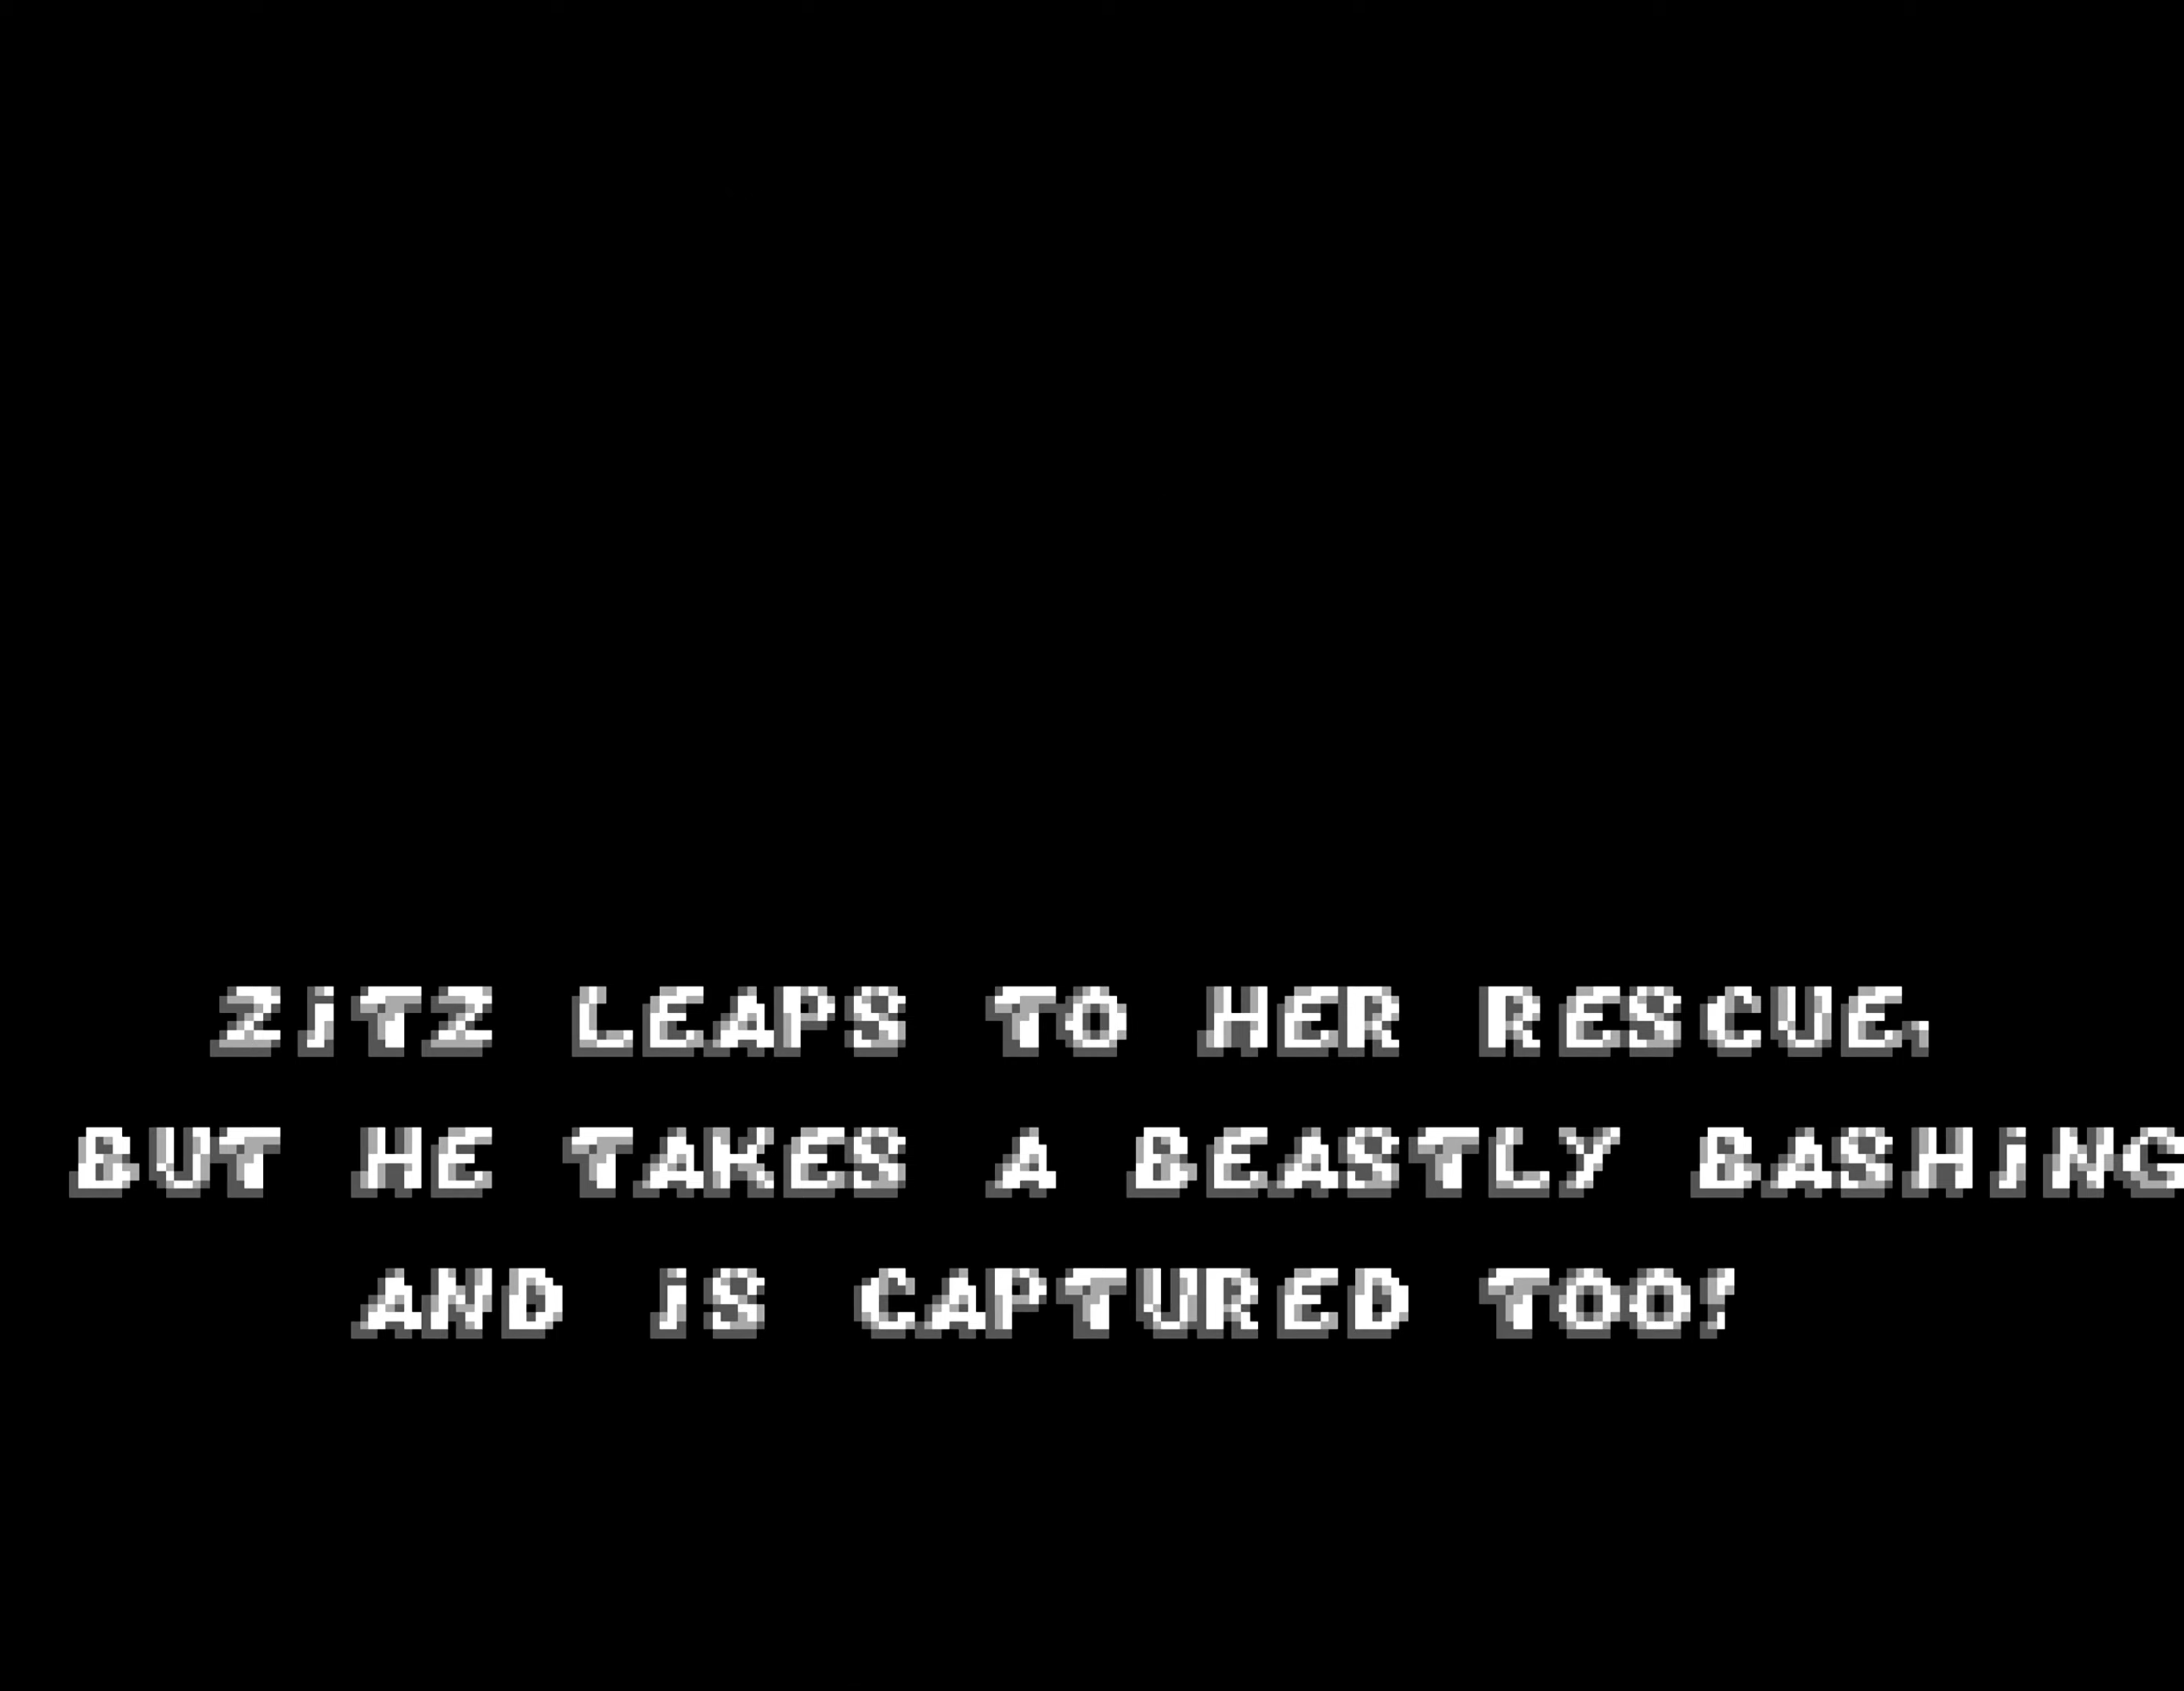 ZiTZ LEAPS TO HER RESCUE,
BUT HE TAKES A BEASTLY BASHiNG
AND iS CAPTURED TOO!